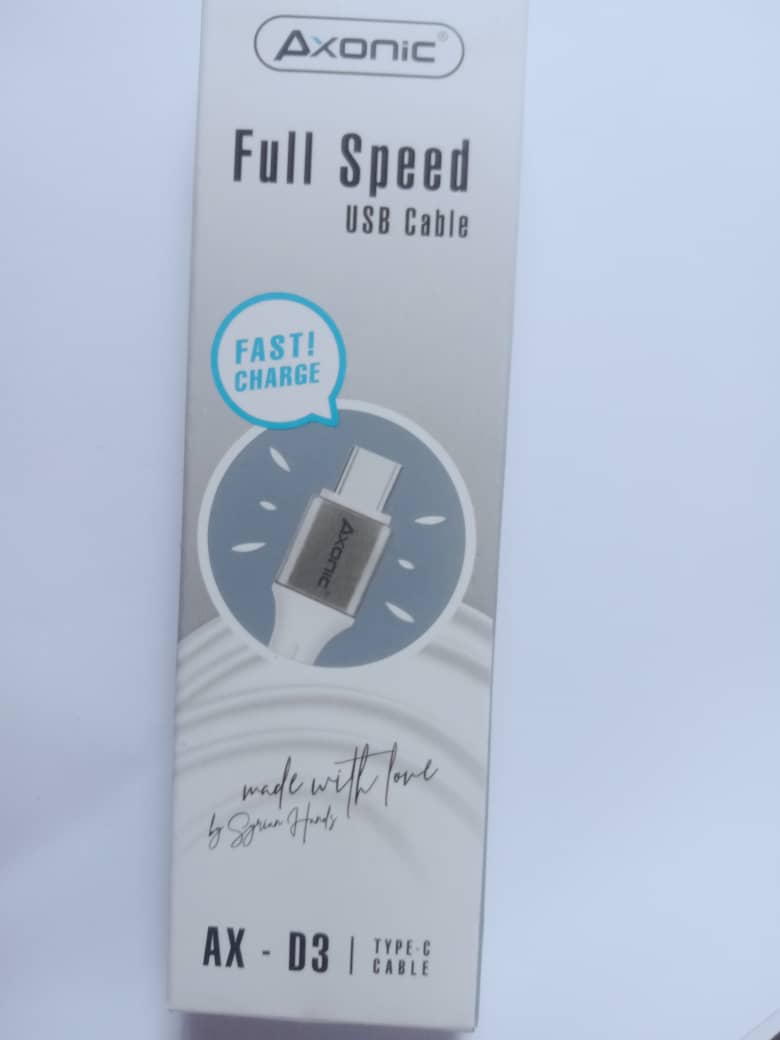 Axonic®
Full Speed
USB Cable
FAST!
CHARGE
Axonic
made with love
by Syrian Hands
AX - D3 | TYPE-C
CABLE